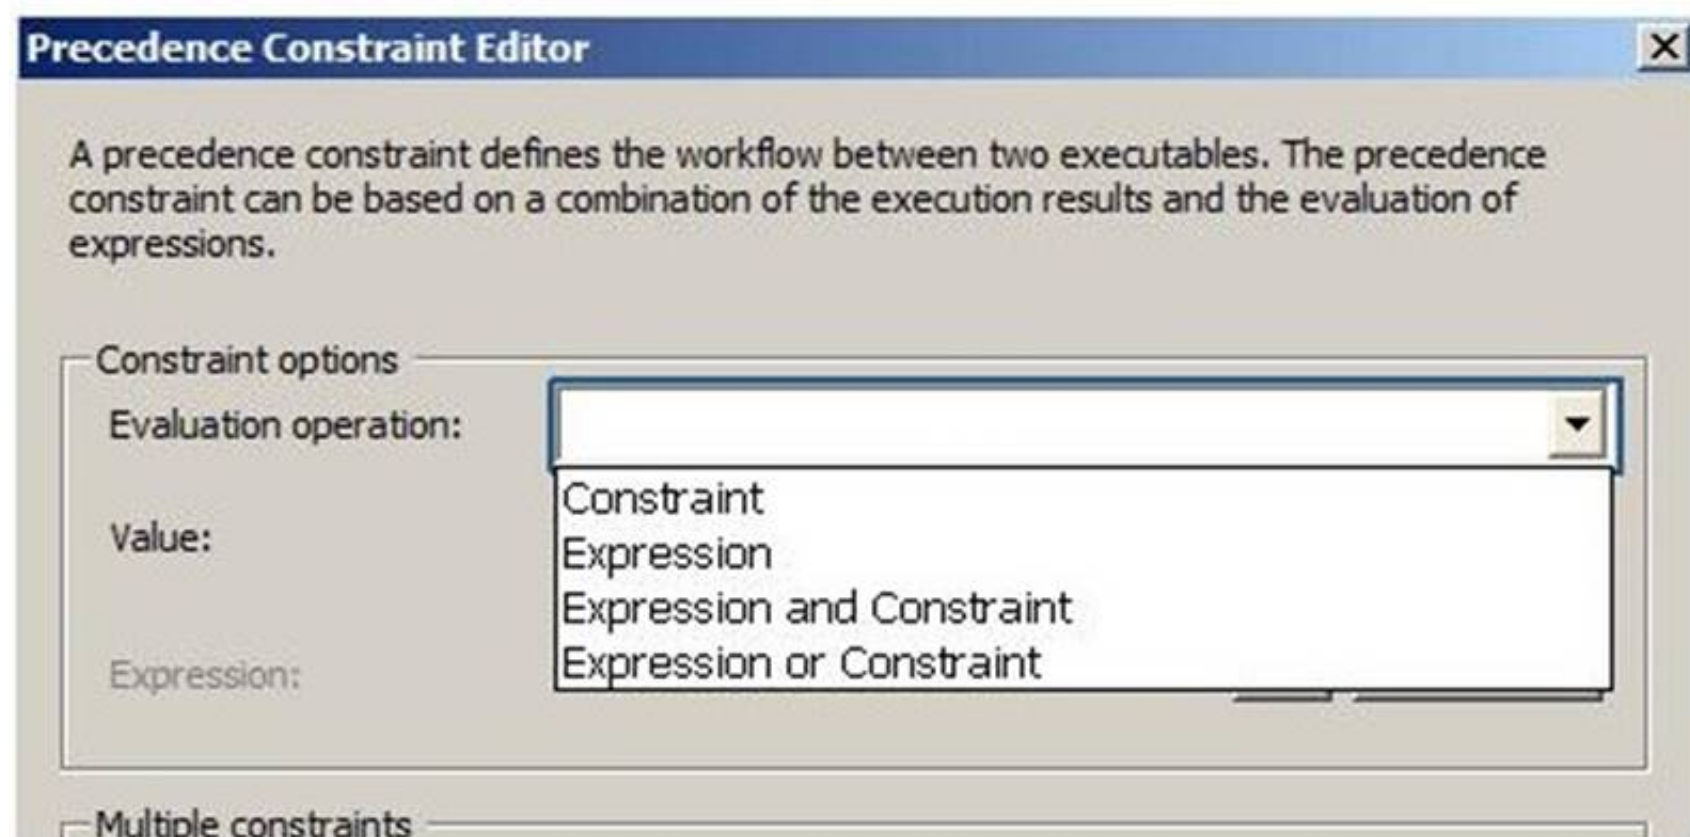 Precedence Constraint Editor
A precedence constraint defines the workflow between two executables. The precedence
constraint can be based on a combination of the execution results and the evaluation of
expressions.
Constraint options
Evaluation operation:
Constraint
Value:
Expression
Expression and Constraint
Expression:
Expression or Constraint
Multiple constraints